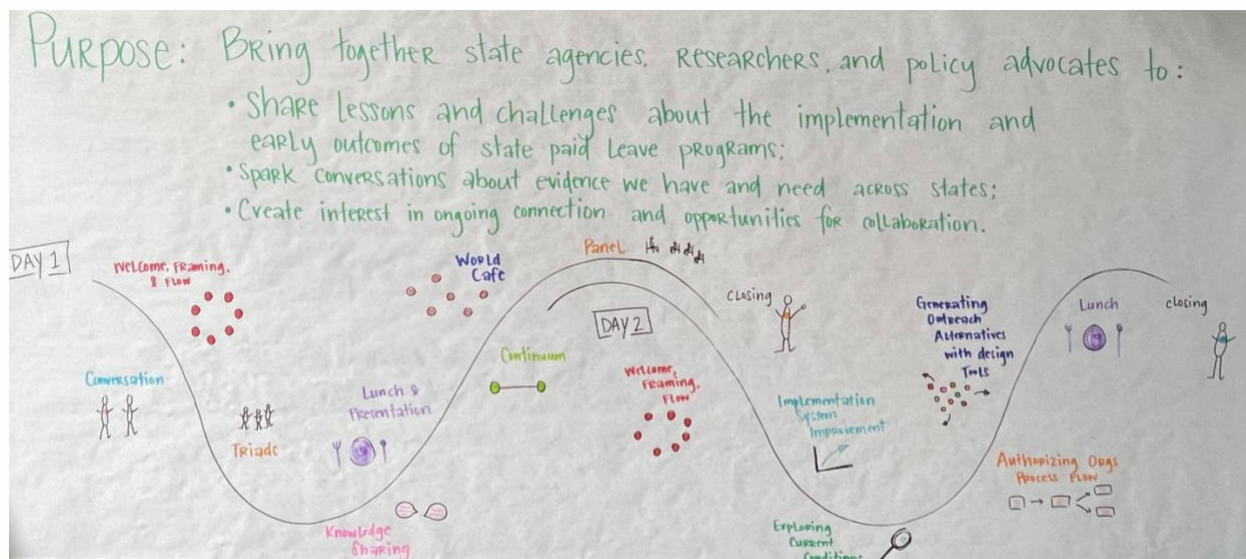 Purpose: Bring together state agencies, researchers, and policy advocates to:
• Share lessons and challenges about the implementation and
early outcomes of state paid leave programs;
• Spark conversations about evidence we have and need across states;
• Create interest in ongoing connection and opportunities for collaboration.
DAY 1
Welcome, Framing,
& Flow
Conversation
Triads
Lunch &
Presentation
Knowledge
Sharing
World
Cafe
Continuum
Panel
closing
DAY 2
Welcome,
Framing,
Flow
Implementation
System
Improvement
Exploring
Current
Conditions
Generating
Outreach
Alternatives
with design
Tools
Authorizing Orgs
Process Flow
Lunch
closing